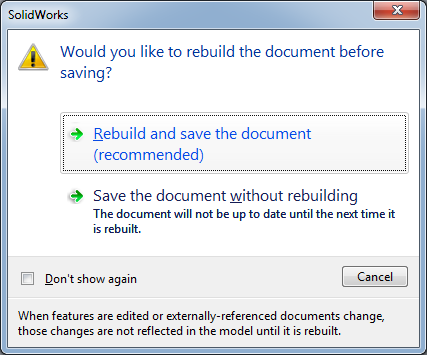 SolidWorks
Would you like to rebuild the document before
saving?
Rebuild and save the document
(recommended)
Save the document without rebuilding
The document will not be up to date until the next time it
is rebuilt.
Don't show again
Cancel
When features are edited or externally-referenced documents change,
those changes are not reflected in the model until it is rebuilt.